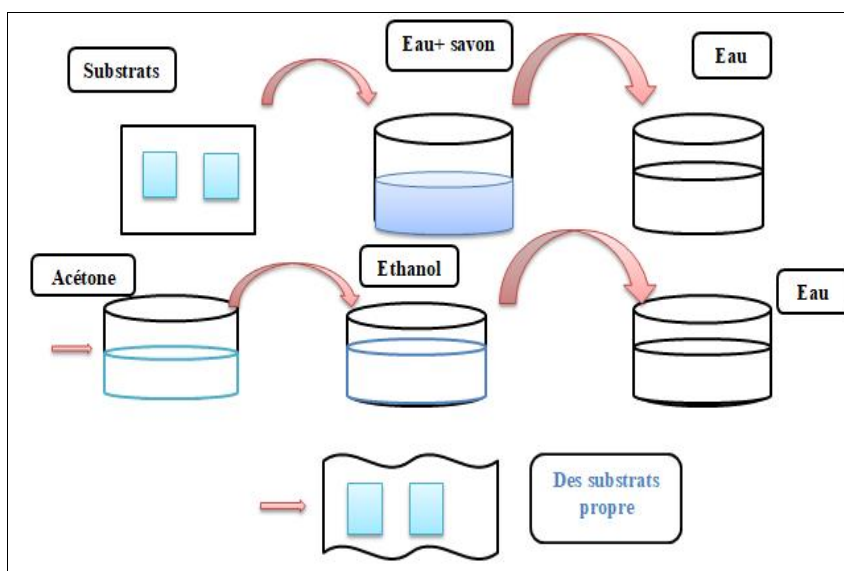 Substrats
Eau+ savon
Eau
Acétone
Ethanol
Eau
Des substrats
propre